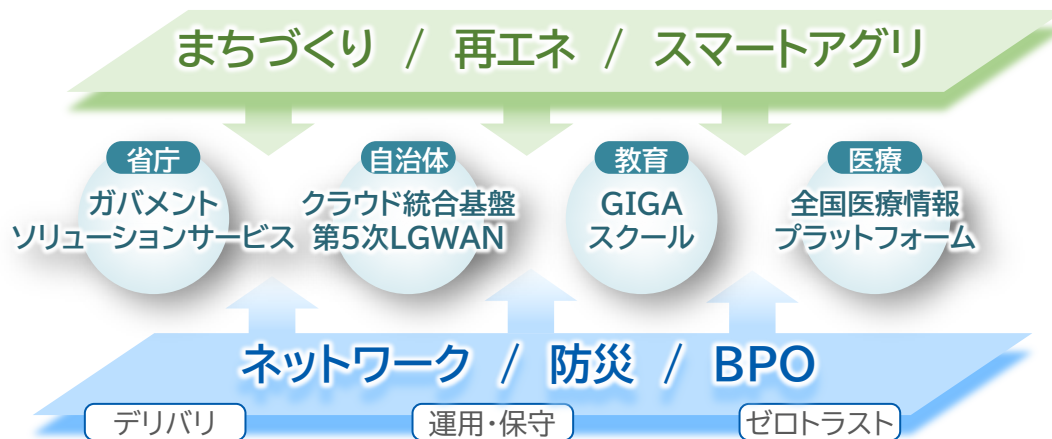 まちづくり / 再エネ / スマートアグリ
省庁
ガバメント
ソリューションサービス
自治体
クラウド統合基盤
第5次LGWAN
教育
GIGA
スクール
医療
全国医療情報
プラットフォーム
ネットワーク / 防災 / BPO
デリバリ
運用・保守
ゼロトラスト